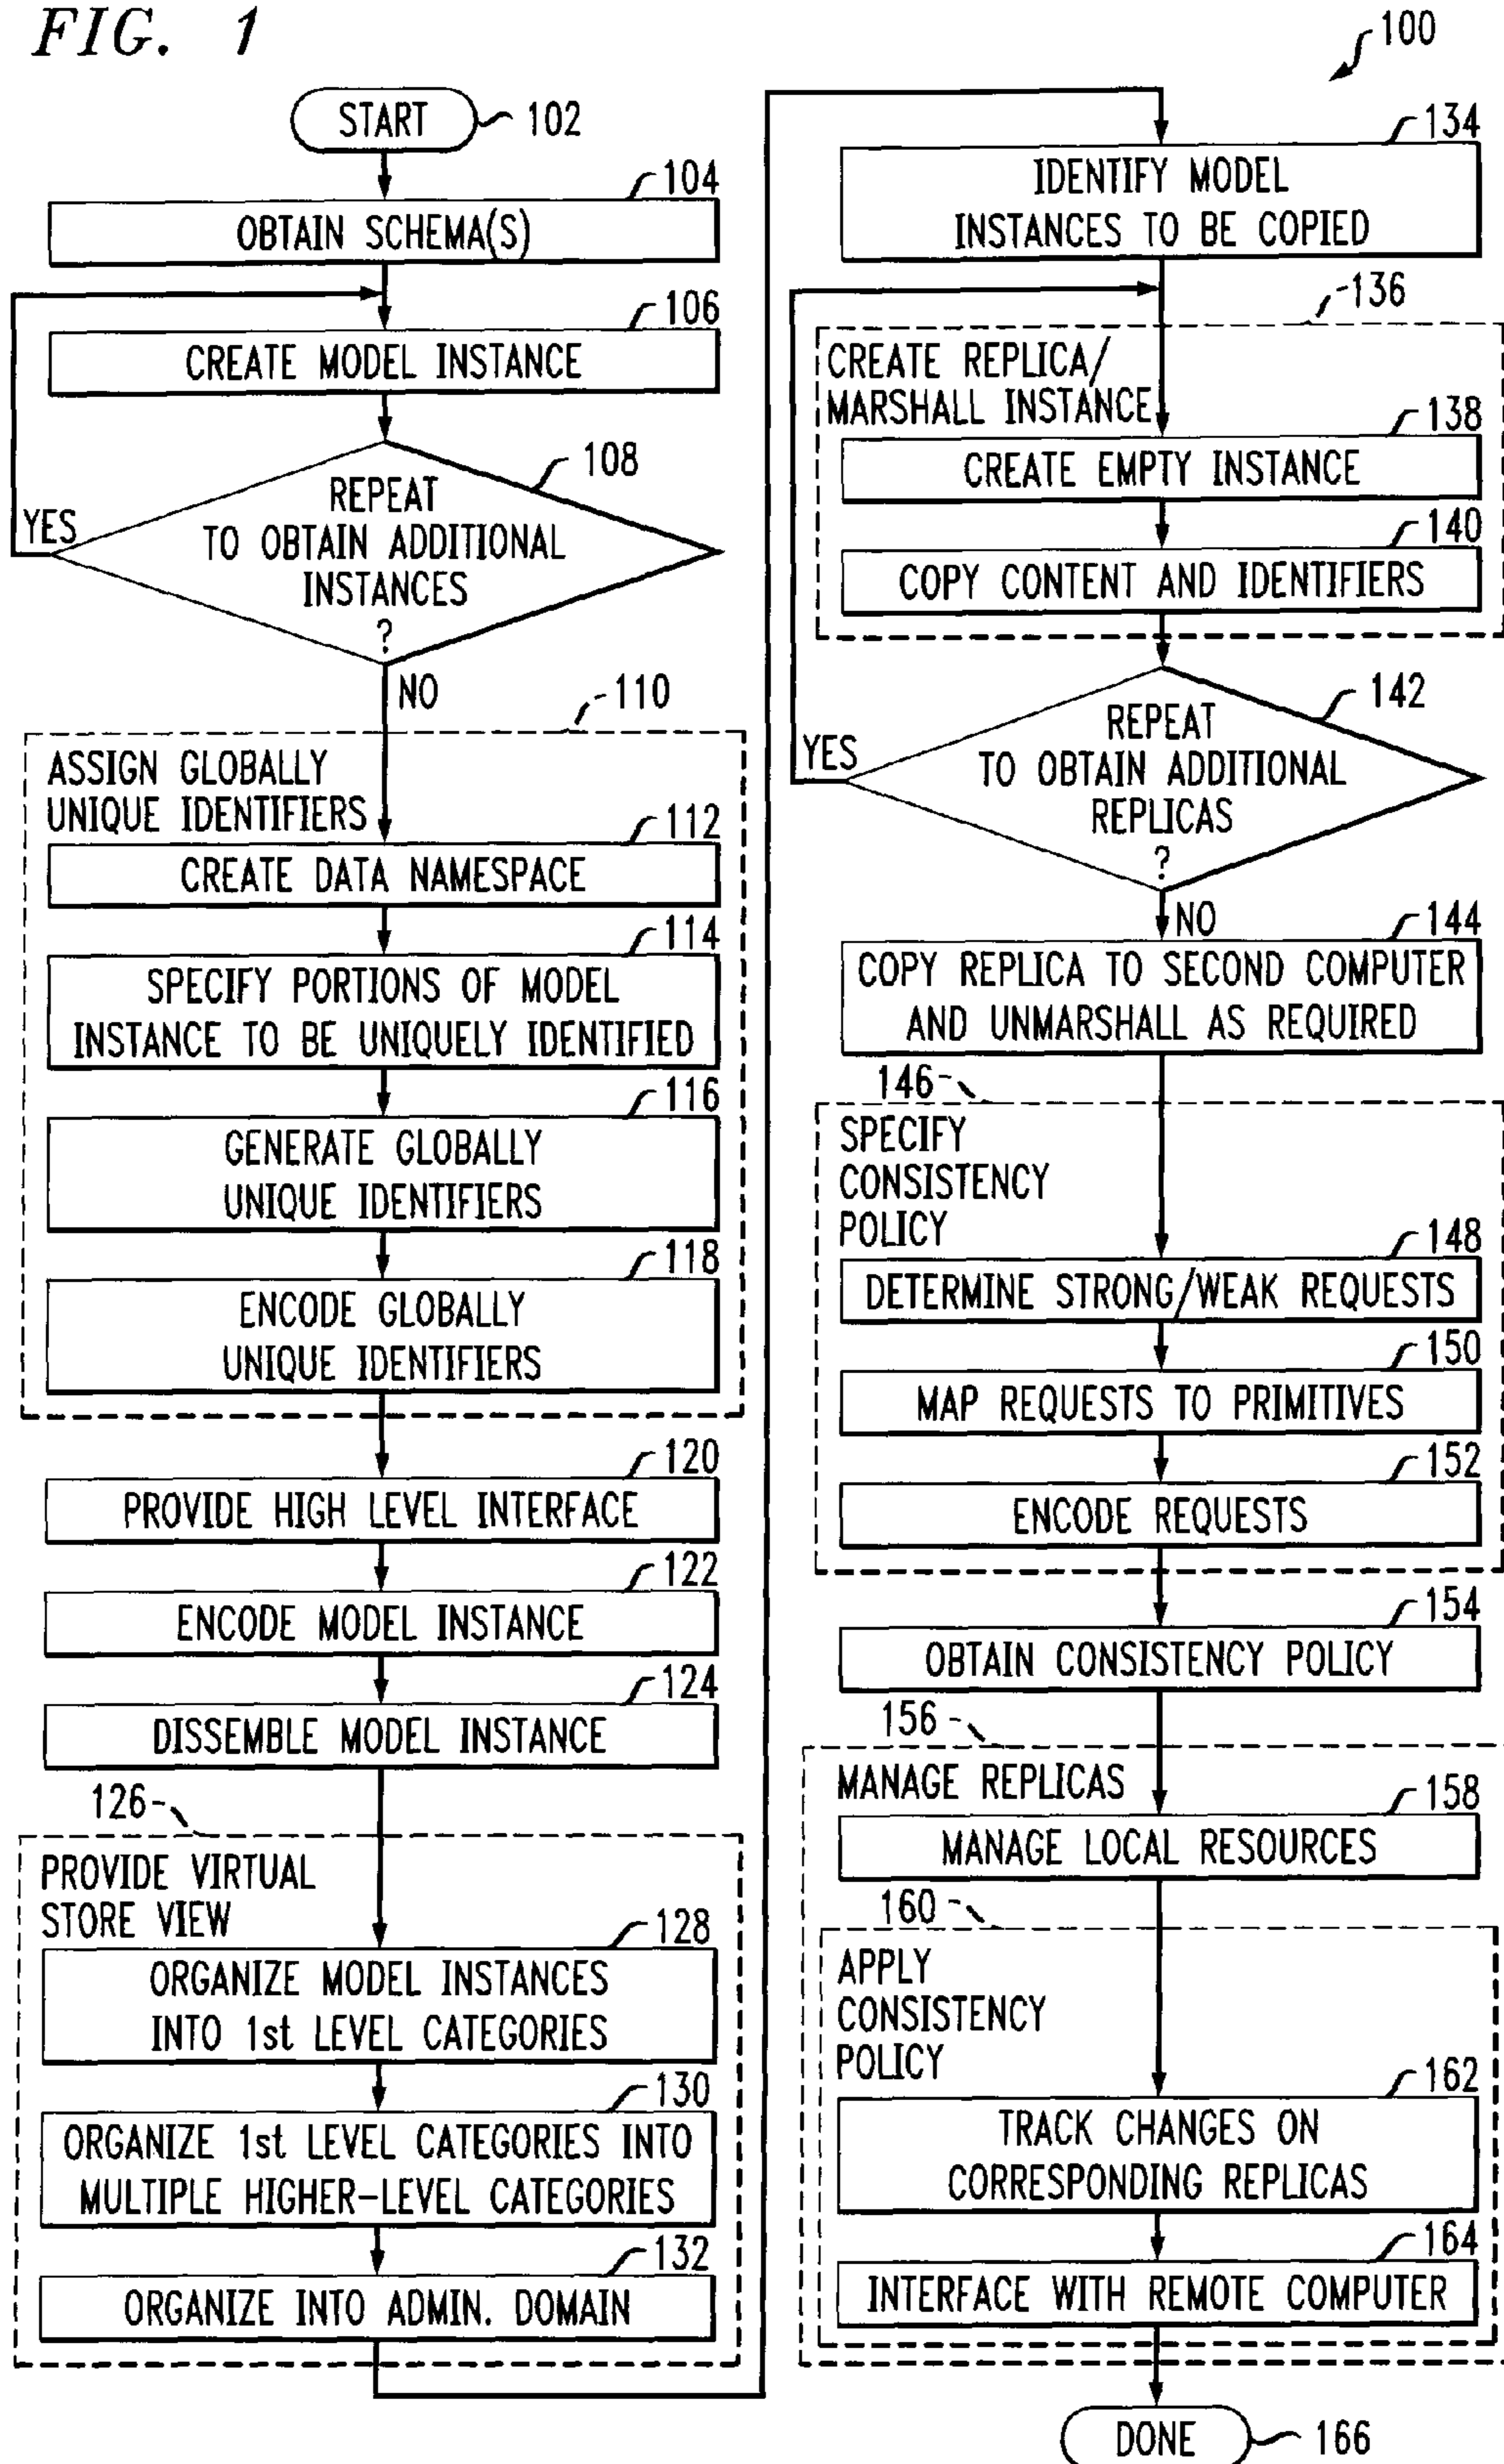 FIG. 1
100
START
102
104
OBTAIN SCHEMA(S)
106
CREATE MODEL INSTANCE
108
REPEAT
TO OBTAIN ADDITIONAL
INSTANCES
?
YES
NO
110
ASSIGN GLOBALLY
UNIQUE IDENTIFIERS
112
CREATE DATA NAMESPACE
114
SPECIFY PORTIONS OF MODEL
INSTANCE TO BE UNIQUELY IDENTIFIED
116
GENERATE GLOBALLY
UNIQUE IDENTIFIERS
118
ENCODE GLOBALLY
UNIQUE IDENTIFIERS
120
PROVIDE HIGH LEVEL INTERFACE
122
ENCODE MODEL INSTANCE
124
DISSEMBLE MODEL INSTANCE
126
PROVIDE VIRTUAL
STORE VIEW
128
ORGANIZE MODEL INSTANCES
INTO 1st LEVEL CATEGORIES
130
ORGANIZE 1st LEVEL CATEGORIES INTO
MULTIPLE HIGHER-LEVEL CATEGORIES
132
ORGANIZE INTO ADMIN. DOMAIN
134
IDENTIFY MODEL
INSTANCES TO BE COPIED
136
CREATE REPLICA/
MARSHALL INSTANCE
138
CREATE EMPTY INSTANCE
140
COPY CONTENT AND IDENTIFIERS
142
REPEAT
TO OBTAIN ADDITIONAL
REPLICAS
?
YES
NO
144
COPY REPLICA TO SECOND COMPUTER
AND UNMARSHALL AS REQUIRED
146
SPECIFY
CONSISTENCY
POLICY
148
DETERMINE STRONG/WEAK REQUESTS
150
MAP REQUESTS TO PRIMITIVES
152
ENCODE REQUESTS
154
OBTAIN CONSISTENCY POLICY
156
MANAGE REPLICAS
158
MANAGE LOCAL RESOURCES
160
APPLY
CONSISTENCY
POLICY
162
TRACK CHANGES ON
CORRESPONDING REPLICAS
164
INTERFACE WITH REMOTE COMPUTER
DONE
166